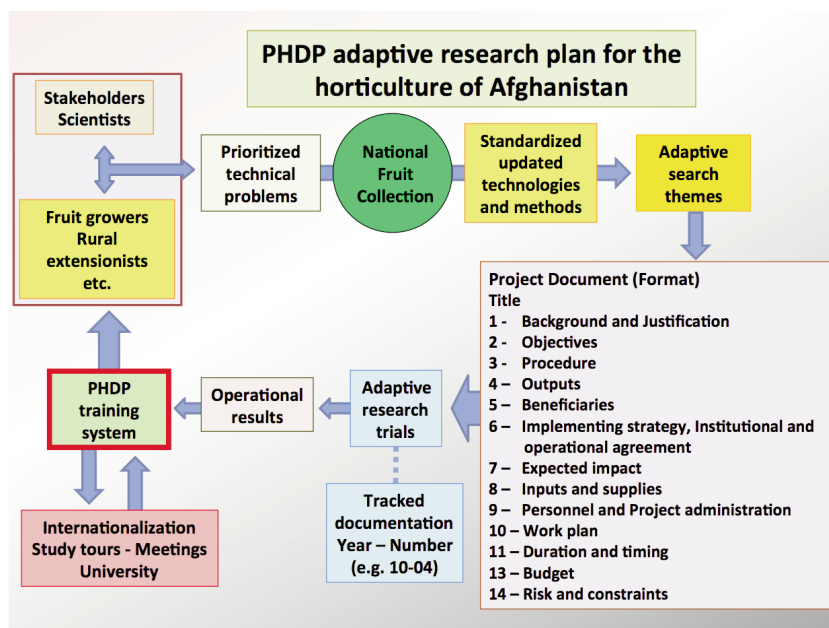 PHDP adaptive research plan for the
horticulture of Afghanistan
Stakeholders
Scientists
Fruit growers
Rural
extensionists
etc.
Prioritized
technical
problems
National
Fruit
Collection
Standardized
updated
technologies
and methods
Adaptive
search
themes
Project Document (Format)
Title
1 - Background and Justification
2 - Objectives
3 - Procedure
4 – Outputs
5 – Beneficiaries
6 – Implementing strategy, Institutional and
operational agreement
7 – Expected impact
8 – Inputs and supplies
9 – Personnel and Project administration
10 – Work plan
11 – Duration and timing
13 – Budget
14 – Risk and constraints
Adaptive
research
trials
Tracked
documentation
Year – Number
(e.g. 10-04)
Operational
results
PHDP
training
system
Internationalization
Study tours - Meetings
University